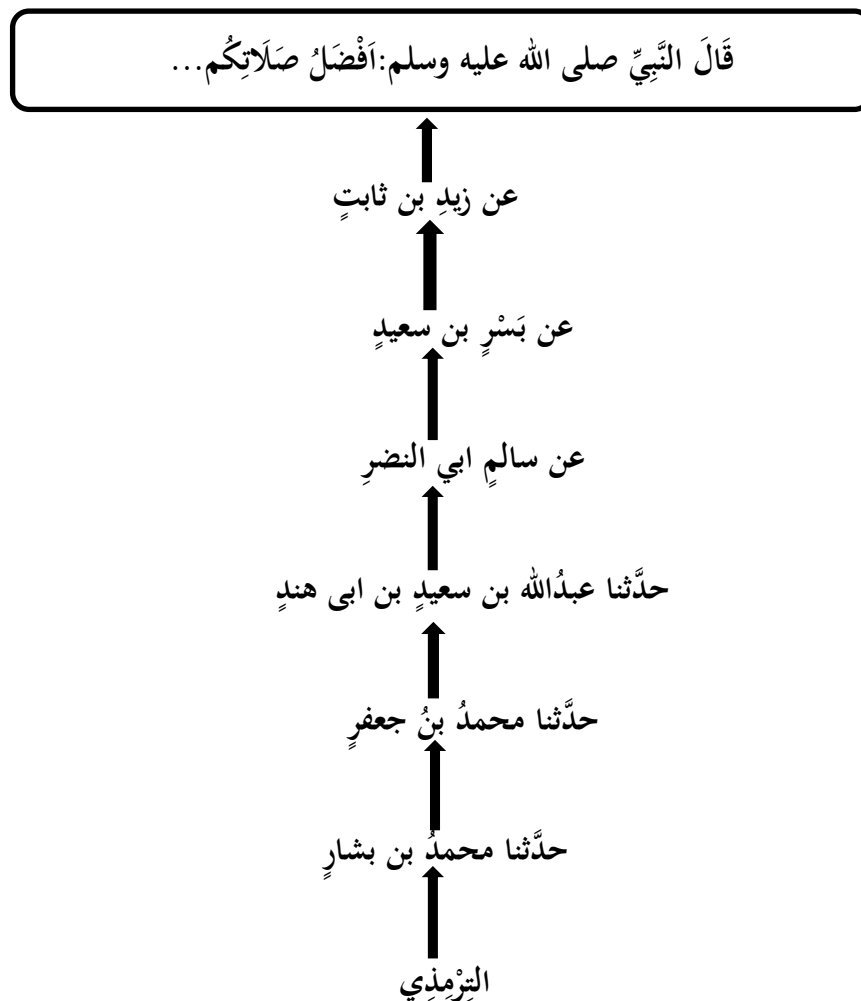 قَالَ النَّبِيِّ صلى الله عليه وسلم:اَفْضَلُ صَلَاتِكُم...
عن زيدِ بن ثابتٍ
عن بَسْرٍ بن سعيدٍ
عن سالمٍ ابي النضرِ
حدَّثنا عبدُالله بن سعيدٍ بن ابى هندٍ
حدَّثنا محمدُ بنُ جعفرٍ
حدَّثنا محمدُ بن بشارٍ
التِرْمِذِي